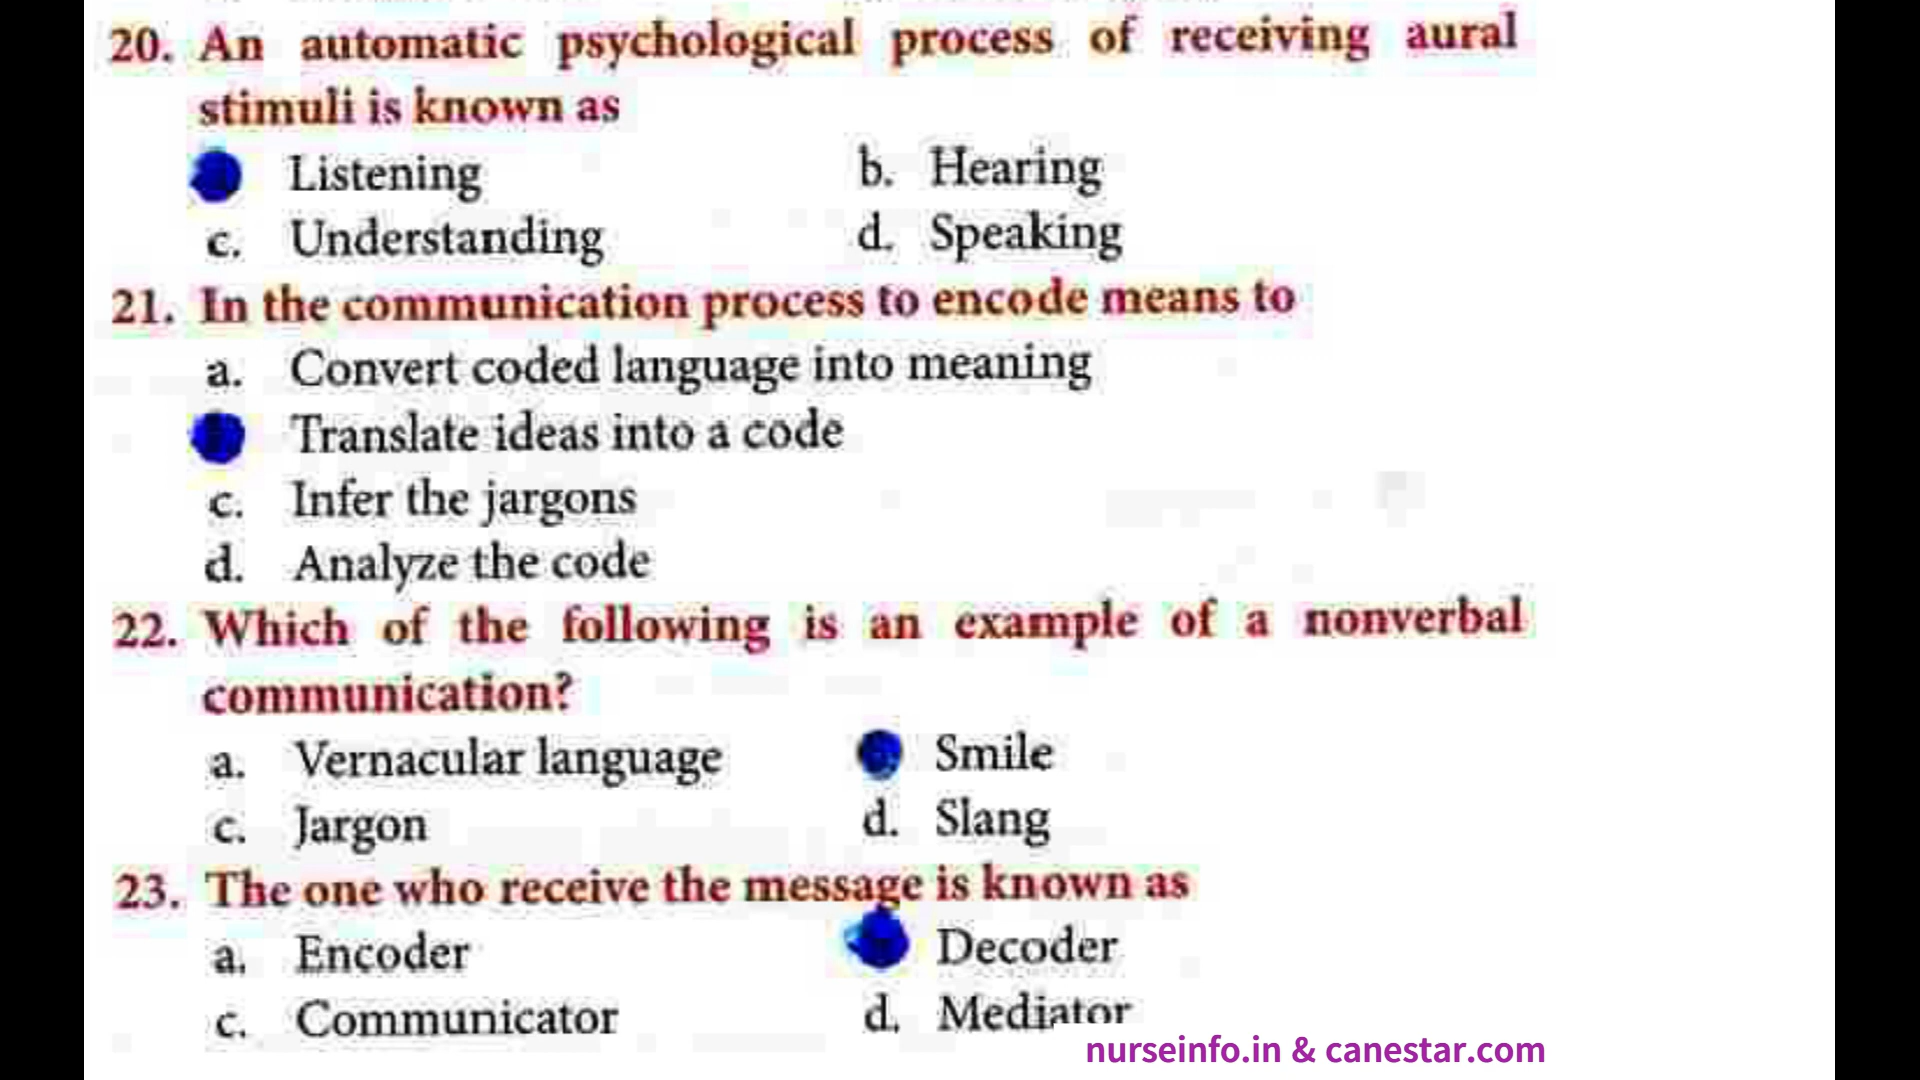 20. An automatic psychological process of receiving aural
stimuli is known as
Listening b. Hearing
c. Understanding d. Speaking
21. In the communication process to encode means to
a. Convert coded language into meaning
Translate ideas into a code
c. Infer the jargons
d. Analyze the code
22. Which of the following is an example of a nonverbal
communication?
a. Vernacular language Smile
c. Jargon d. Slang
23. The one who receive the message is known as
a. Encoder Decoder
c. Communicator d. Mediator
nurseinfo.in & canestar.com